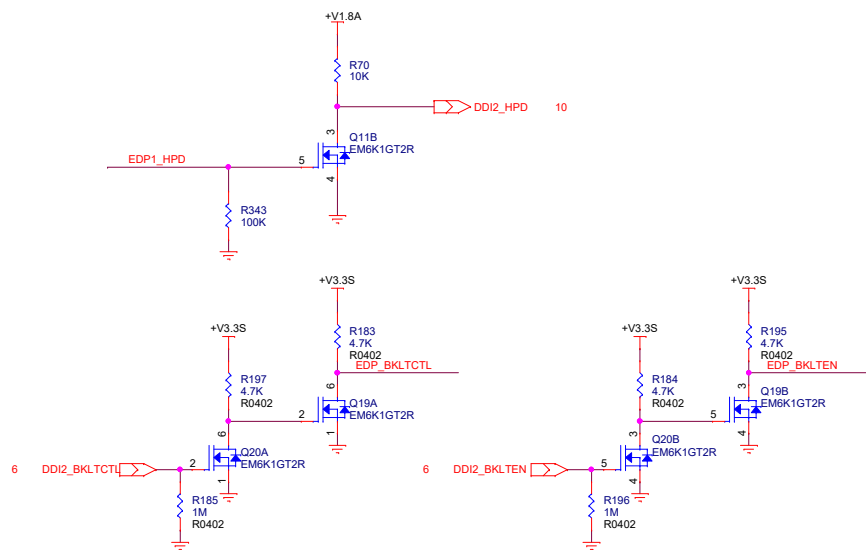 +V1.8A
R70
10K
DDI2_HPD 10
3
Q11B
EM6K1GT2R
EDP1_HPD
5
4
R343
100K
+V3.3S
R183
4.7K
R0402
EDP_BKLTCTL
+V3.3S
R197
4.7K
R0402
6
Q19A
EM6K1GT2R
2
1
6
Q20A
EM6K1GT2R
6 DDI2_BKLTCTL
2
1
R185
1M
R0402
+V3.3S
R195
4.7K
R0402
EDP_BKLTEN
+V3.3S
R184
4.7K
R0402
3
Q19B
EM6K1GT2R
5
4
3
Q20B
EM6K1GT2R
6 DDI2_BKLTEN
5
4
R196
1M
R0402